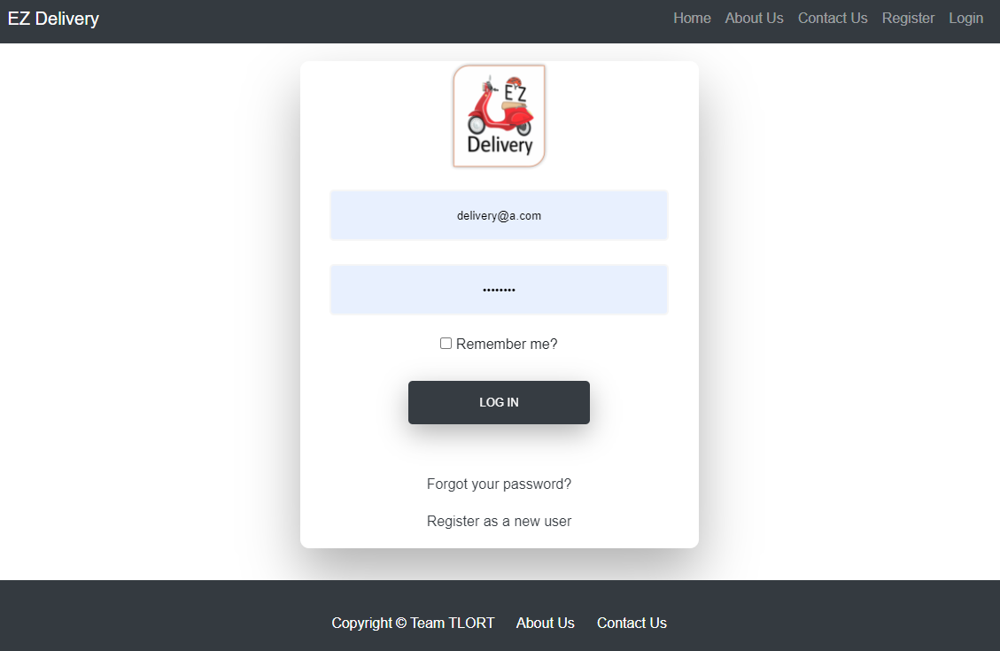 EZ Delivery Home About Us Contact Us Register Login
E'Z
Delivery
delivery@a.com
••••••••
Remember me?
LOG IN
Forgot your password?
Register as a new user
Copyright © Team TLORT About Us Contact Us